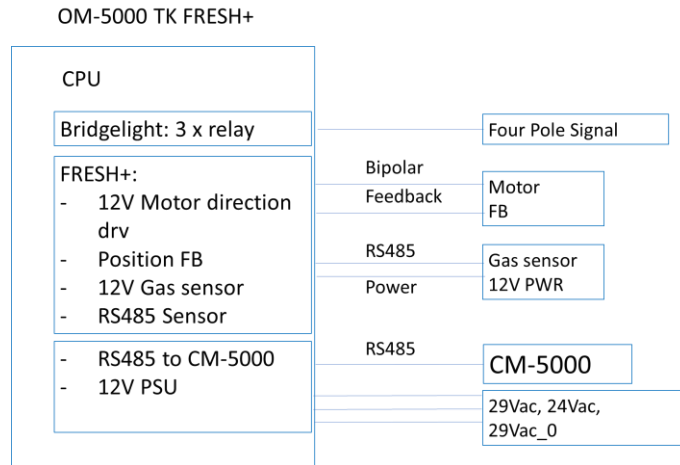 OM-5000 TK FRESH+
CPU
Bridgelight: 3 x relay
Four Pole Signal
FRESH+:
- 12V Motor direction
drv
- Position FB
- 12V Gas sensor
- RS485 Sensor
Bipolar
Feedback
Motor
FB
RS485
Power
Gas sensor
12V PWR
- RS485 to CM-5000
- 12V PSU
RS485
CM-5000
29Vac, 24Vac,
29Vac_0